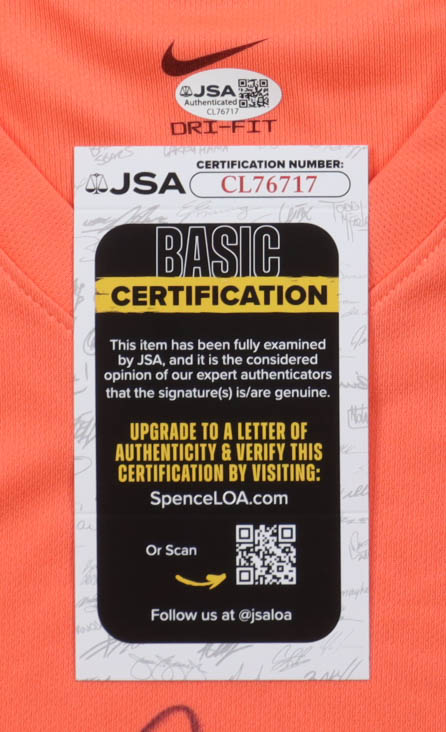 JSA
Authenticated
CL76717
DRI-FIT
JSA
CERTIFICATION NUMBER:
CL76717
BASIC
CERTIFICATION
This item has been fully examined
by JSA, and it is the considered
opinion of our expert authenticators
that the signature(s) is/are genuine.
UPGRADE TO A LETTER OF
AUTHENTICITY & VERIFY THIS
CERTIFICATION BY VISITING:
SpenceLOA.com
Or Scan
Follow us at @jsaloa